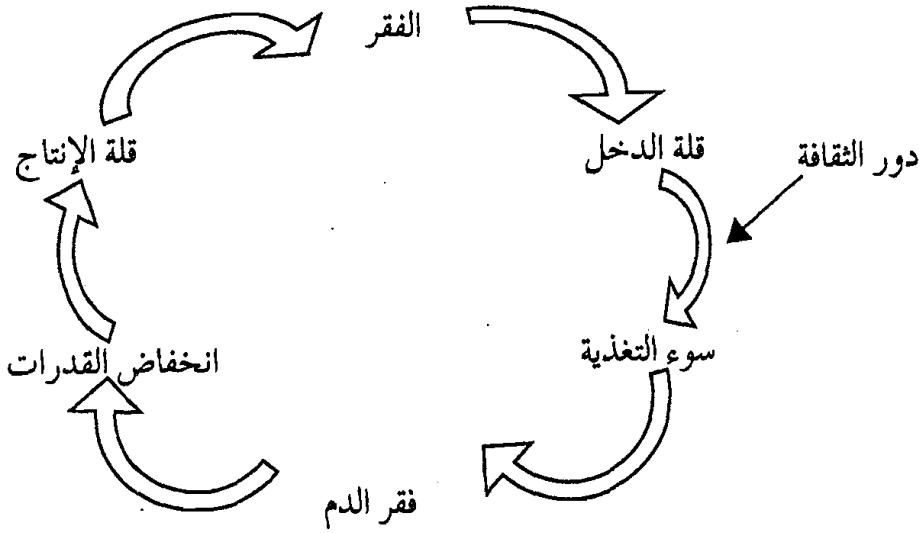 الفقر
قلة الدخل
دور الثقافة
سوء التغذية
فقر الدم
انخفاض القدرات
قلة الإنتاج